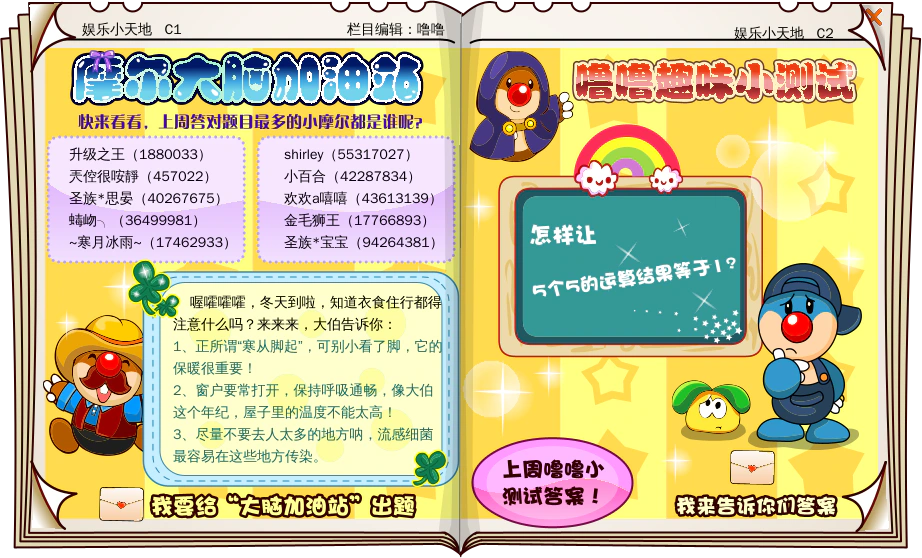 娱乐小天地 C1
栏目编辑：噜噜
摩尔大脑加油站
快来看看，上周答对题目最多的小摩尔都是谁呢?
升级之王（1880033）
兲倥很咹靜（457022）
圣族*思晏（40267675）
蟕岉╮（36499981）
~寒月冰雨~（17462933）
shirley（55317027）
小百合（42287834）
欢欢a嘻嘻（43613139）
金毛狮王（17766893）
圣族*宝宝（94264381）
喔嚯嚯嚯，冬天到啦，知道衣食住行都得
注意什么吗？来来来，大伯告诉你：
1、正所谓“寒从脚起”，可别小看了脚，它的
保暖很重要！
2、窗户要常打开，保持呼吸通畅，像大伯
这个年纪，屋子里的温度不能太高！
3、尽量不要去人太多的地方呐，流感细菌
最容易在这些地方传染。
我要给“大脑加油站”出题
娱乐小天地 C2
噜噜趣味小测试
怎样让
5个5的运算结果等于1？
上周噜噜小
测试答案！
我来告诉你们答案